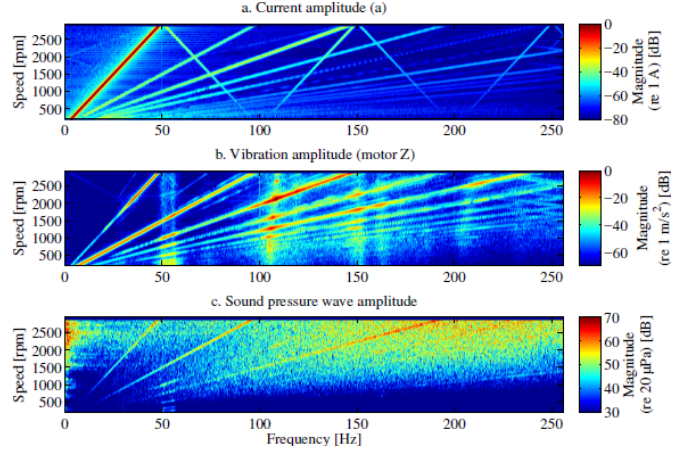 a. Current amplitude (a)
Speed [rpm]
2500
2000
1500
1000
500
0 50 100 150 200 250
0
−20
−40
−60
−80
Magnitude
(re 1 A) [dB]
b. Vibration amplitude (motor Z)
Speed [rpm]
2500
2000
1500
1000
500
0 50 100 150 200 250
0
−20
−40
−60
Magnitude
(re 1 m/s²) [dB]
c. Sound pressure wave amplitude
Speed [rpm]
2500
2000
1500
1000
500
0 50 100 150 200 250
Frequency [Hz]
70
60
50
40
30
Magnitude
(re 20 μPa) [dB]